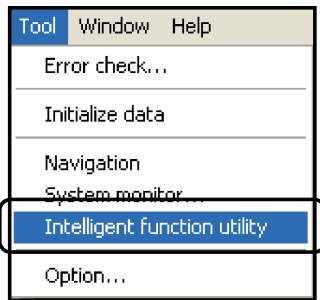 Tool Window Help
Error check...
Initialize data
Navigation
System monitor...
Intelligent function utility
Option...